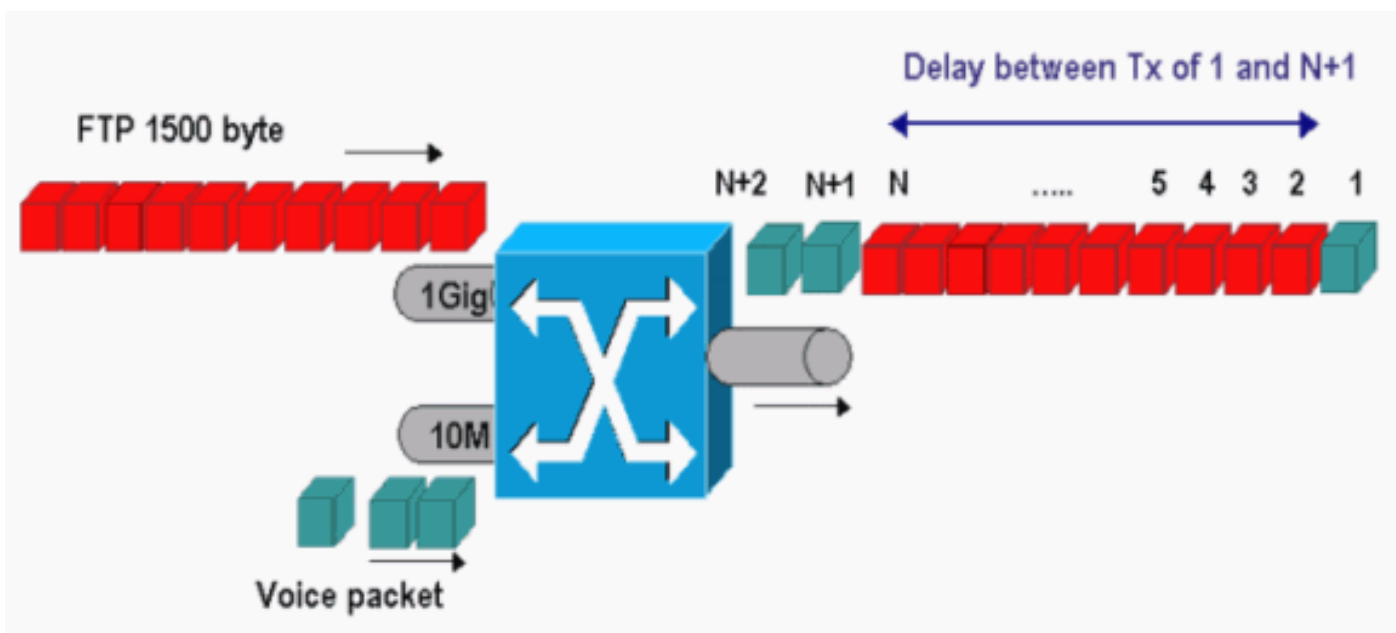 Delay between Tx of 1 and N+1
FTP 1500 byte
N+2 N+1 N ..... 5 4 3 2 1
1Gig
10M
Voice packet